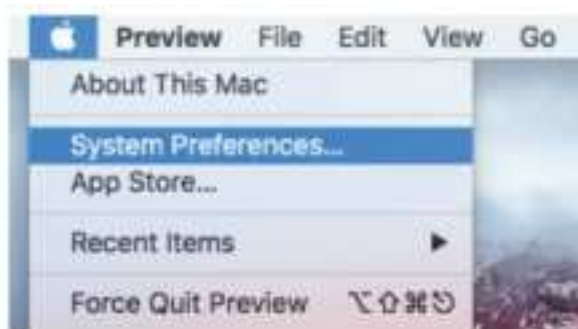 Preview File Edit View Go
About This Mac
System Preferences...
App Store...
Recent Items
Force Quit Preview ⌥⇧⌘⎋